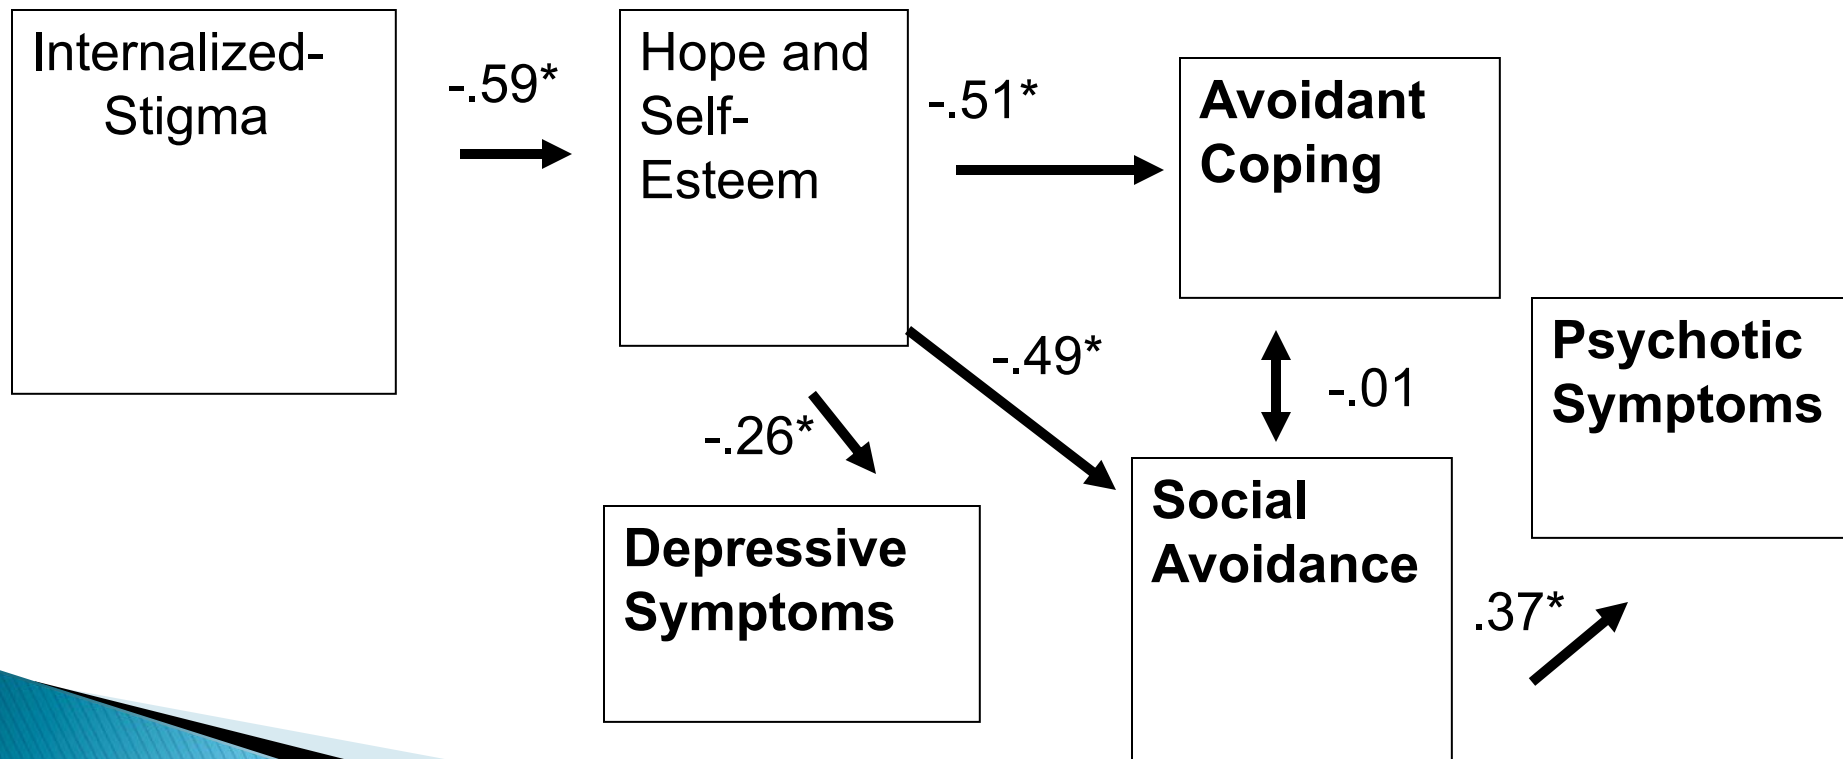 Internalized-
Stigma
-.59*
Hope and
Self-
Esteem
-.51*
Avoidant
Coping
-.49*
-.01
Psychotic
Symptoms
-.26*
Depressive
Symptoms
Social
Avoidance
.37*